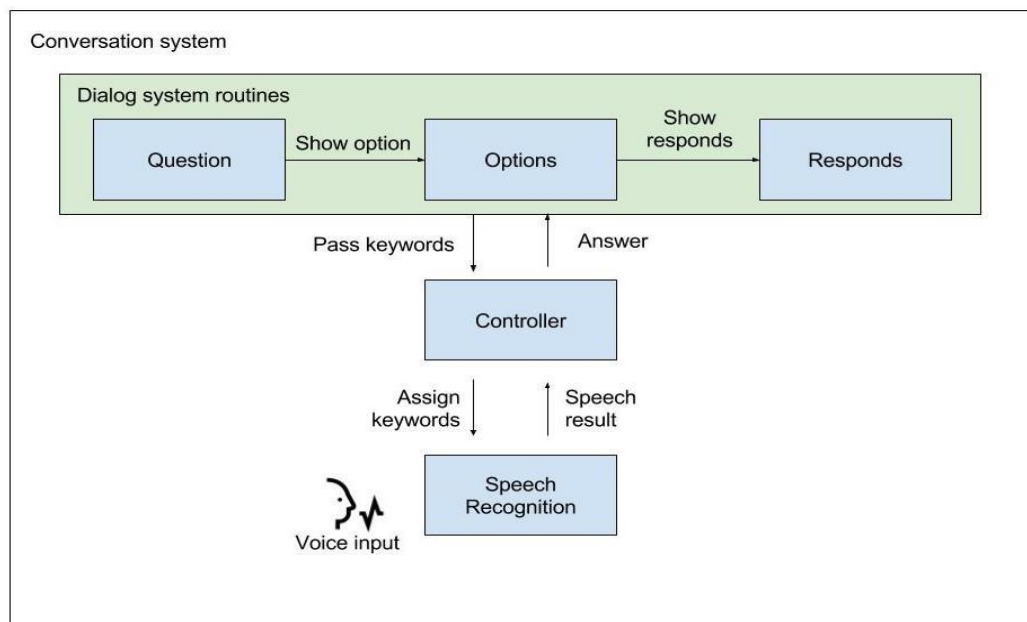 Conversation system
Dialog system routines
Question
Show option
Options
Show
responds
Responds
Pass keywords
Answer
Controller
Assign
keywords
Speech
result
Speech
Recognition
Voice input